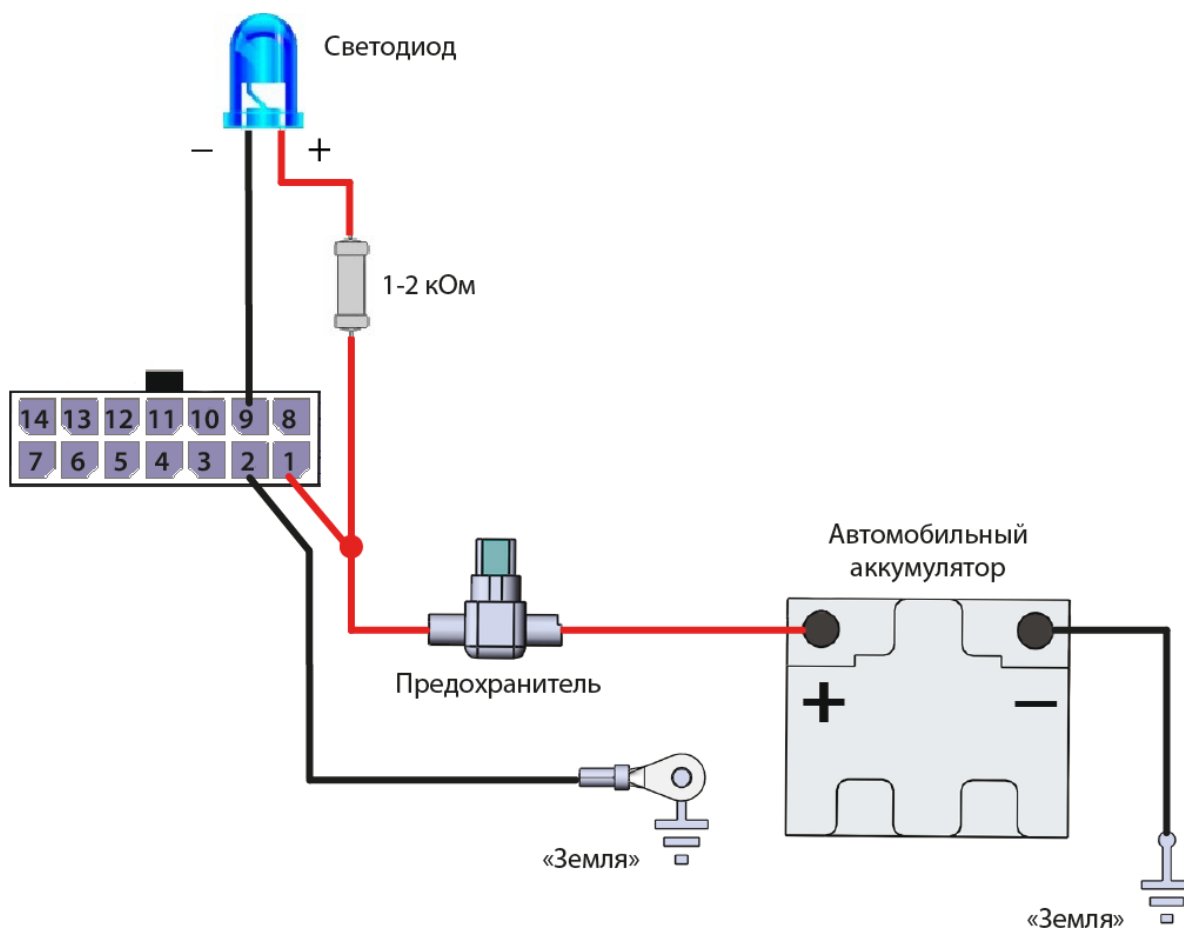 Светодиод
− +
1-2 кОм
14 13 12 11 10 9 8
7 6 5 4 3 2 1
Автомобильный
аккумулятор
Предохранитель
+ −
«Земля»
«Земля»